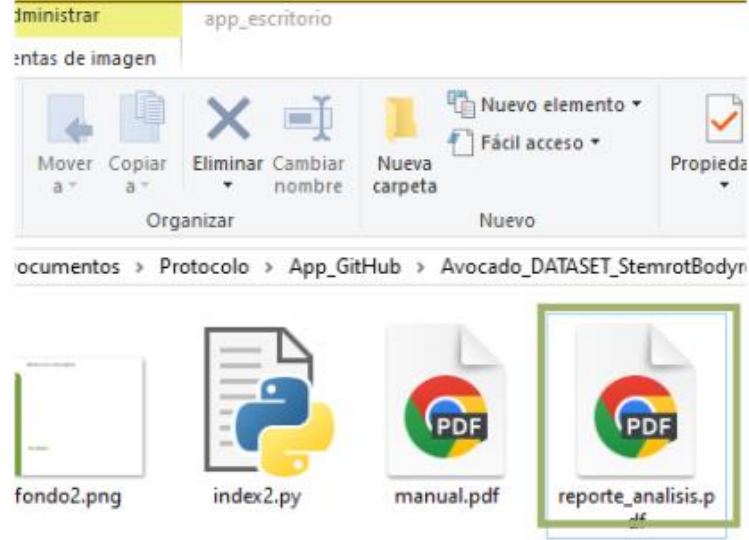 dministrar app_escritorio
entas de imagen
Nuevo elemento
Fácil acceso
Mover a Copiar a Eliminar Cambiar nombre Nueva carpeta Propieda
Organizar Nuevo
ocumentos > Protocolo > App_GitHub > Avocado_DATASET_StemrotBodyr
PDF PDF
fondo2.png index2.py manual.pdf reporte_analisis.p
df